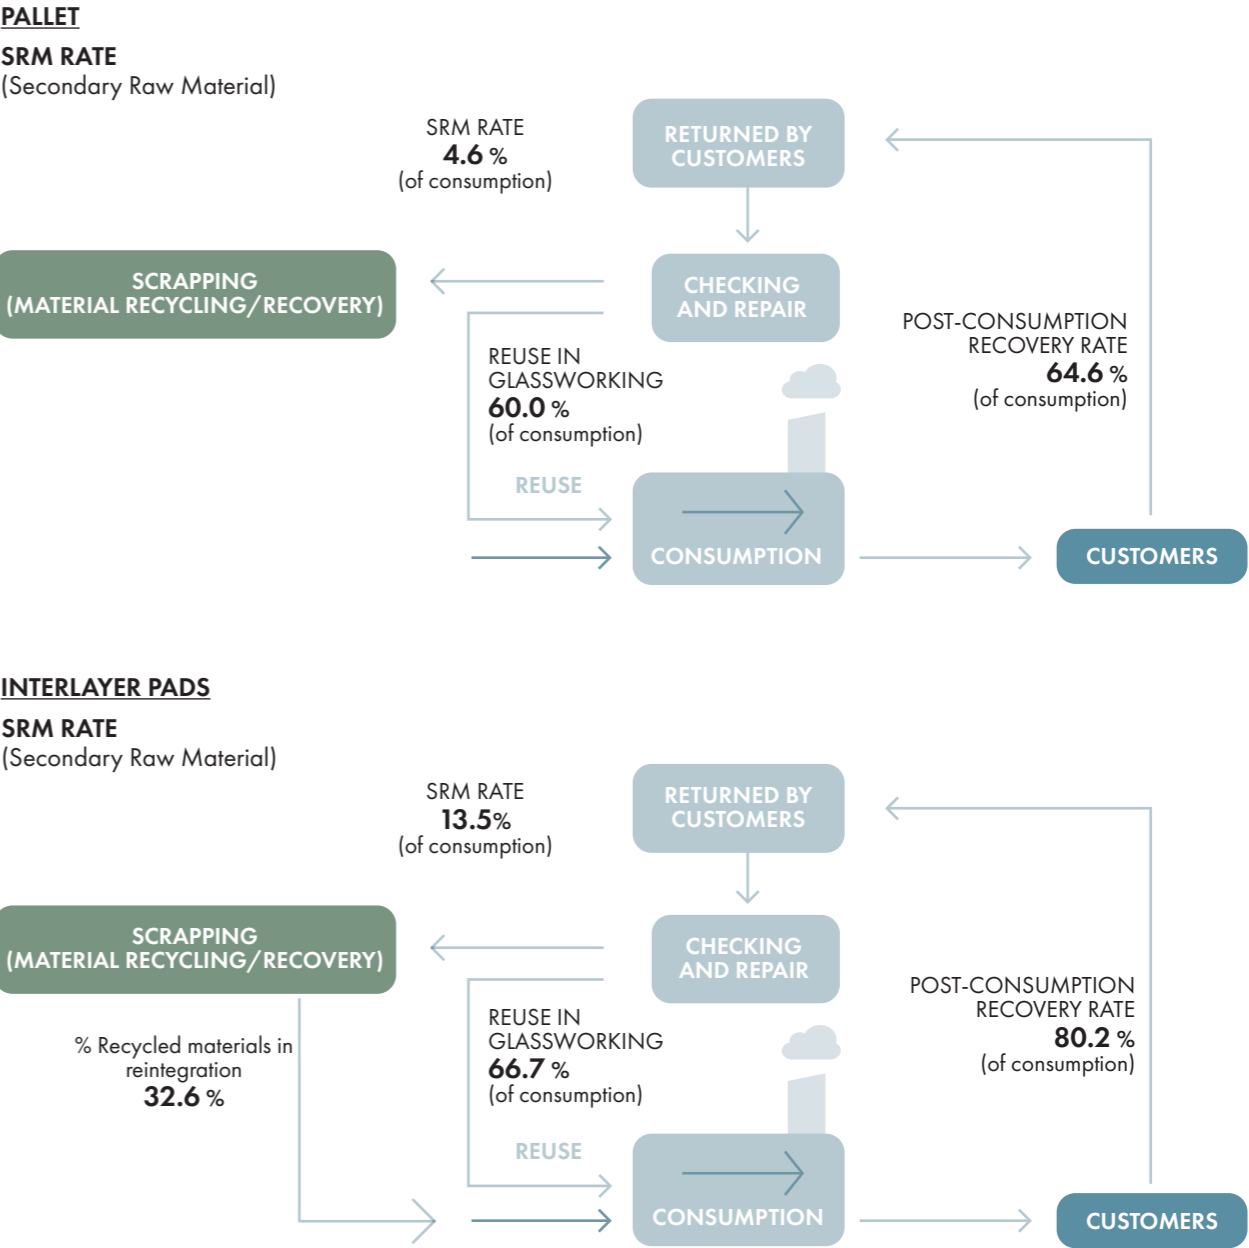 PALLET
SRM RATE
(Secondary Raw Material)
SRM RATE
4.6 %
(of consumption)
RETURNED BY
CUSTOMERS
SCRAPPING
(MATERIAL RECYCLING/RECOVERY)
CHECKING
AND REPAIR
POST-CONSUMPTION
RECOVERY RATE
64.6 %
(of consumption)
REUSE IN
GLASSWORKING
60.0 %
(of consumption)
REUSE
CONSUMPTION
CUSTOMERS
INTERLAYER PADS
SRM RATE
(Secondary Raw Material)
SRM RATE
13.5%
(of consumption)
RETURNED BY
CUSTOMERS
SCRAPPING
(MATERIAL RECYCLING/RECOVERY)
CHECKING
AND REPAIR
POST-CONSUMPTION
RECOVERY RATE
80.2 %
(of consumption)
% Recycled materials in
reintegration
32.6 %
REUSE IN
GLASSWORKING
66.7 %
(of consumption)
REUSE
CONSUMPTION
CUSTOMERS